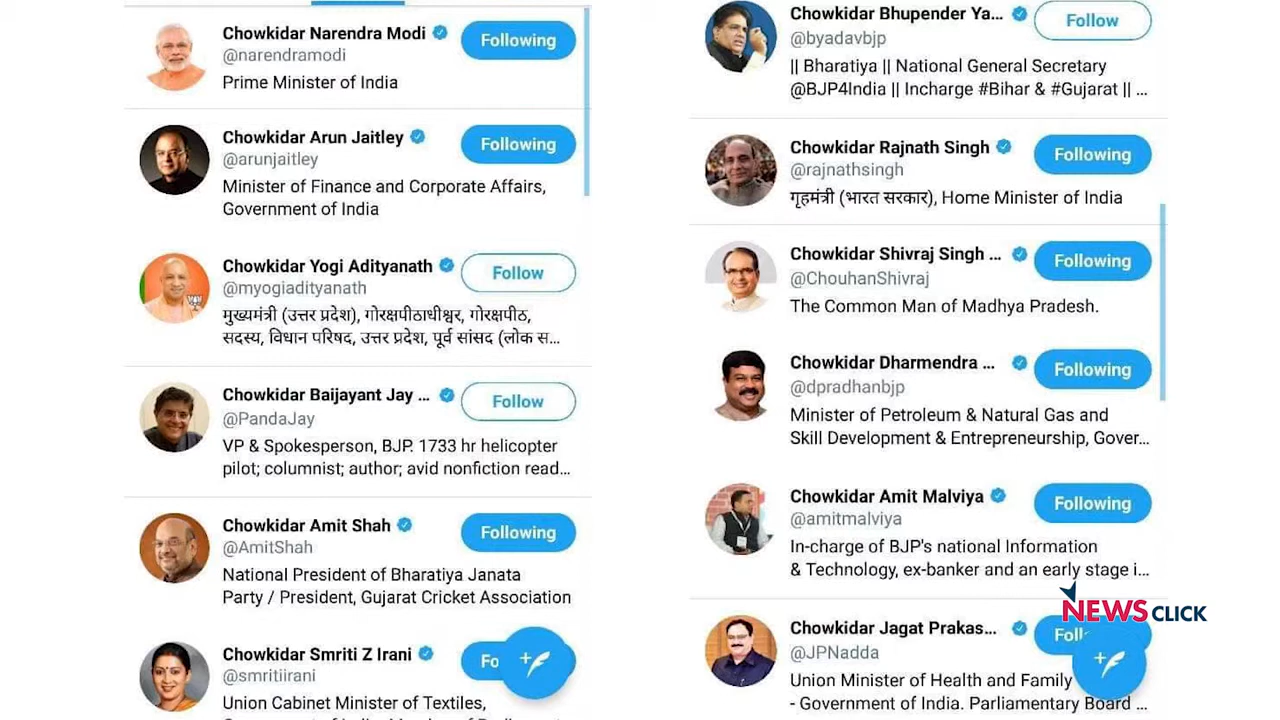 Chowkidar Narendra Modi
Following
@narendramodi
Prime Minister of India
Chowkidar Arun Jaitley
Following
@arunjaitley
Minister of Finance and Corporate Affairs,
Government of India
Chowkidar Yogi Adityanath
Follow
@myogiadityanath
मुख्यमंत्री (उत्तर प्रदेश), गोरक्षपीठाधीश्वर, गोरक्षपीठ,
सदस्य, विधान परिषद, उत्तर प्रदेश, पूर्व सांसद (लोक स...
Chowkidar Baijayant Jay ...
Follow
@PandaJay
VP & Spokesperson, BJP. 1733 hr helicopter
pilot; columnist; author; avid nonfiction read...
Chowkidar Amit Shah
Following
@AmitShah
National President of Bharatiya Janata
Party / President, Gujarat Cricket Association
Chowkidar Smriti Z Irani
Fo
@smritiirani
Union Cabinet Minister of Textiles,
Chowkidar Bhupender Ya...
Follow
@byadavbjp
|| Bharatiya || National General Secretary
@BJP4India || Incharge #Bihar & #Gujarat || ...
Chowkidar Rajnath Singh
Following
@rajnathsingh
गृहमंत्री (भारत सरकार), Home Minister of India
Chowkidar Shivraj Singh ...
Following
@ChouhanShivraj
The Common Man of Madhya Pradesh.
Chowkidar Dharmendra ...
Following
@dpradhanbjp
Minister of Petroleum & Natural Gas and
Skill Development & Entrepreneurship, Gover...
Chowkidar Amit Malviya
Following
@amitmalviya
In-charge of BJP's national Information
& Technology, ex-banker and an early stage i...
NEWSCLICK
Chowkidar Jagat Prakas...
Foll
@JPNadda
Union Minister of Health and Family
- Government of India. Parliamentary Board ...